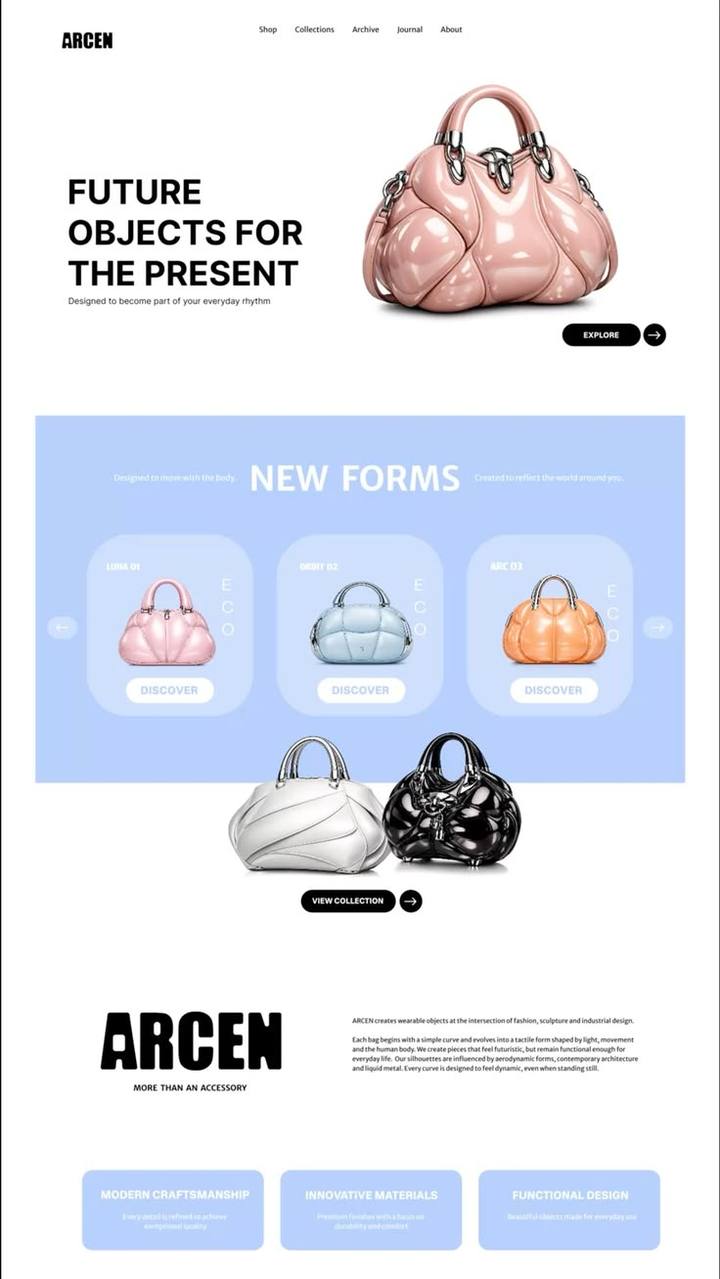 ARCEN
Shop Collections Archive Journal About
FUTURE
OBJECTS FOR
THE PRESENT
Designed to become part of your everyday rhythm
EXPLORE
Designed to move with the body.
NEW FORMS
Created to reflect the world around you.
LUNA 01
E
C
O
DISCOVER
ORBIT 02
E
C
O
DISCOVER
ARC 03
E
C
O
DISCOVER
VIEW COLLECTION
ARCEN
MORE THAN AN ACCESSORY
ARCEN creates wearable objects at the intersection of fashion, sculpture and industrial design.
Each bag begins with a simple curve and evolves into a tactile form shaped by light, movement
and the human body. We create pieces that feel futuristic, but remain functional enough for
everyday life. Our silhouettes are influenced by aerodynamic forms, contemporary architecture
and liquid metal. Every curve is designed to feel dynamic, even when standing still.
MODERN CRAFTSMANSHIP
Every detail is refined to achieve
exceptional quality
INNOVATIVE MATERIALS
Premium finishes with a focus on
durability and comfort
FUNCTIONAL DESIGN
Beautiful objects made for everyday use